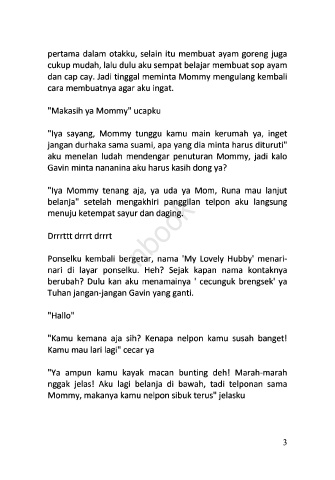 pertama dalam otakku, selain itu membuat ayam goreng juga
cukup mudah, lalu dulu aku sempat belajar membuat sop ayam
dan cap cay. Jadi tinggal meminta Mommy mengulang kembali
cara membuatnya agar aku ingat.
"Makasih ya Mommy" ucapku
"Iya sayang, Mommy tunggu kamu main kerumah ya, inget
jangan durhaka sama suami, apa yang dia minta harus dituruti"
aku menelan ludah mendengar penuturan Mommy, jadi kalo
Gavin minta nananina aku harus kasih dong ya?
"Iya Mommy tenang aja, ya uda ya Mom, Runa mau lanjut
belanja" setelah mengakhiri panggilan telpon aku langsung
menuju ketempat sayur dan daging.
Drrrttt drrrt drrrt
Ponselku kembali bergetar, nama 'My Lovely Hubby' menari-
nari di layar ponselku. Heh? Sejak kapan nama kontaknya
berubah? Dulu kan aku menamainya ' cecunguk brengsek' ya
Tuhan jangan-jangan Gavin yang ganti.
"Hallo"
"Kamu kemana aja sih? Kenapa nelpon kamu susah banget!
Kamu mau lari lagi" cecar ya
"Ya ampun kamu kayak macan bunting deh! Marah-marah
nggak jelas! Aku lagi belanja di bawah, tadi telponan sama
Mommy, makanya kamu nelpon sibuk terus" jelasku
3